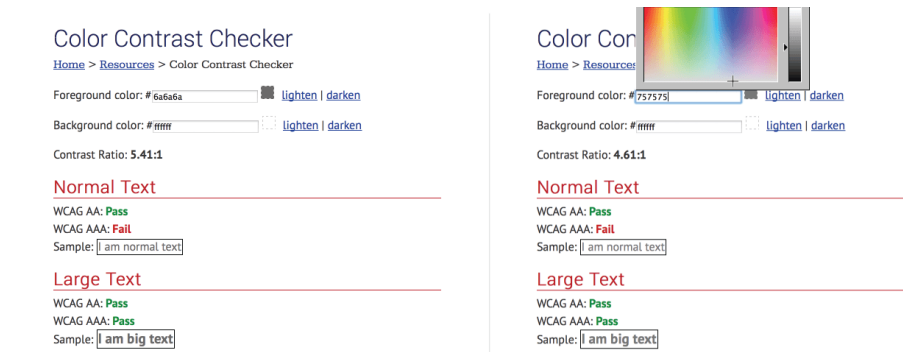 Color Contrast Checker
Home > Resources > Color Contrast Checker
Foreground color: # 6a6a6a lighten | darken
Background color: # ffffff lighten | darken
Contrast Ratio: 5.41:1
Normal Text
WCAG AA: Pass
WCAG AAA: Fail
Sample: I am normal text
Large Text
WCAG AA: Pass
WCAG AAA: Pass
Sample: I am big text
Color Con
Home > Resources
Foreground color: # 757575 lighten | darken
Background color: # ffffff lighten | darken
Contrast Ratio: 4.61:1
Normal Text
WCAG AA: Pass
WCAG AAA: Fail
Sample: I am normal text
Large Text
WCAG AA: Pass
WCAG AAA: Pass
Sample: I am big text